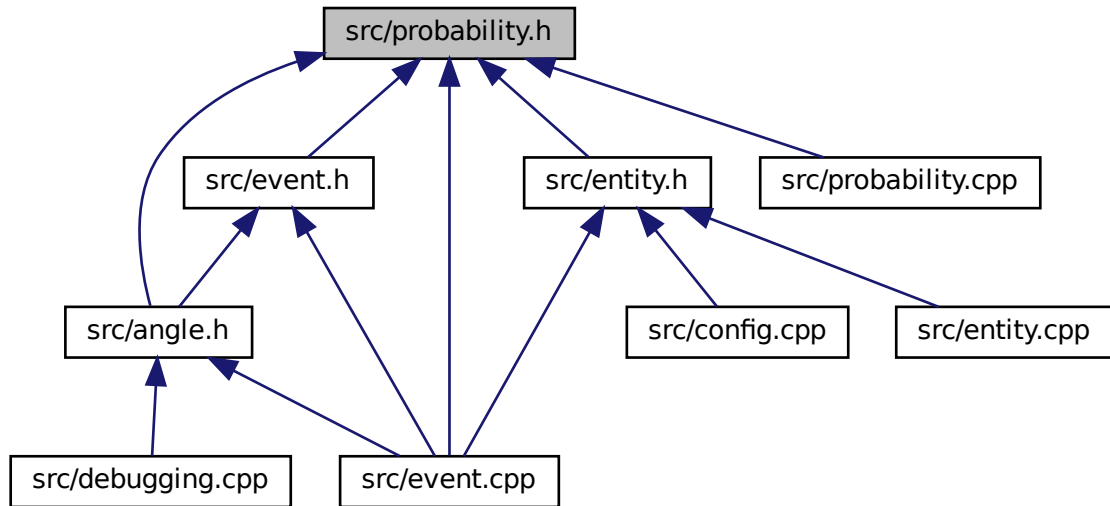 src/probability.h
src/event.h
src/entity.h
src/probability.cpp
src/angle.h
src/config.cpp
src/entity.cpp
src/debugging.cpp
src/event.cpp